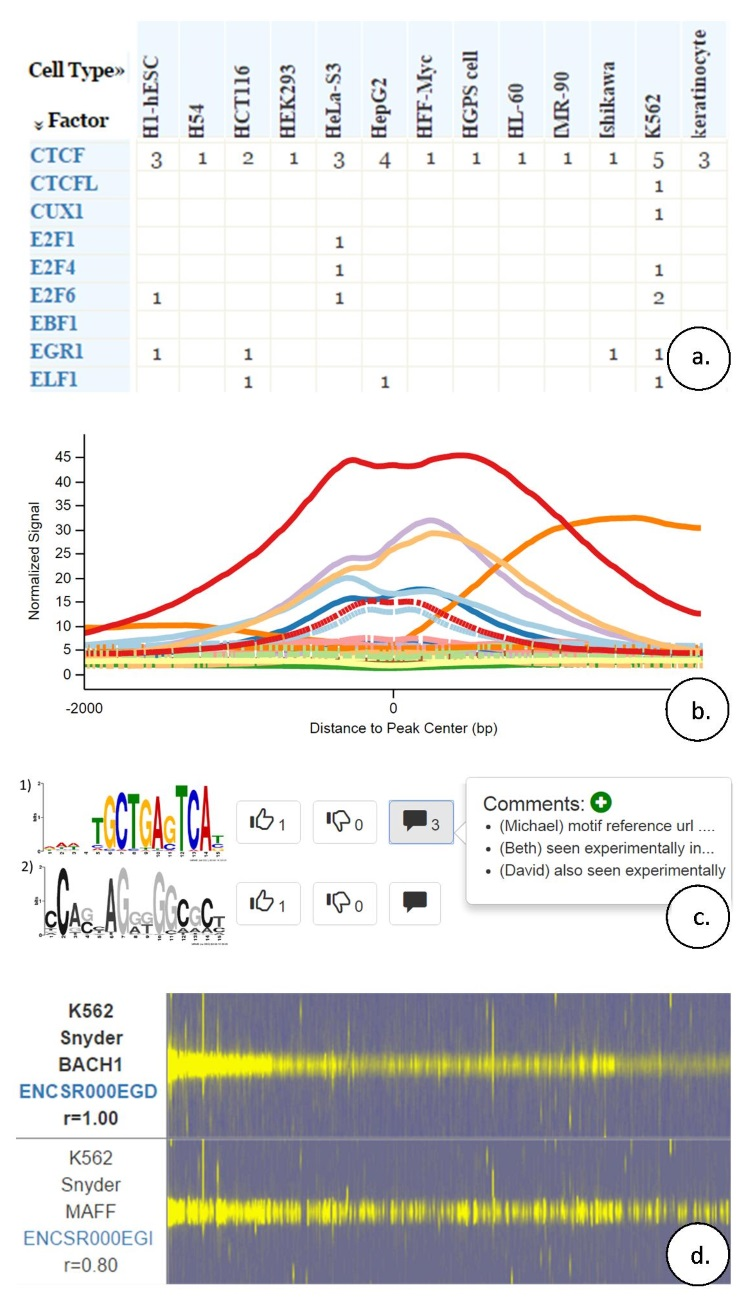 Cell Type» H1-hESC H54 HCT116 HEK293 HeLa-S3 HepG2 HFF-Myc HGPS cell HL-60 IMR-90 Ishikawa K562 keratinocyte
Factor
CTCF 3 1 2 1 3 4 1 1 1 1 1 5 3
CTCFL 1
CUX1 1
E2F1 1
E2F4 1 1
E2F6 1 1 2
EBF1
EGR1 1 1 1 1
ELF1 1 1 1
a.
Normalized Signal
45
40
35
30
25
20
15
10
5
0
-2000 0
Distance to Peak Center (bp)
b.
1) TGCTGAGTCA 1 0 3
Comments:
• (Michael) motif reference url ....
• (Beth) seen experimentally in...
• (David) also seen experimentally
2) 1 0
c.
K562
Snyder
BACH1
ENCSR000EGD
r=1.00
K562
Snyder
MAFF
ENCSR000EGI
r=0.80
d.